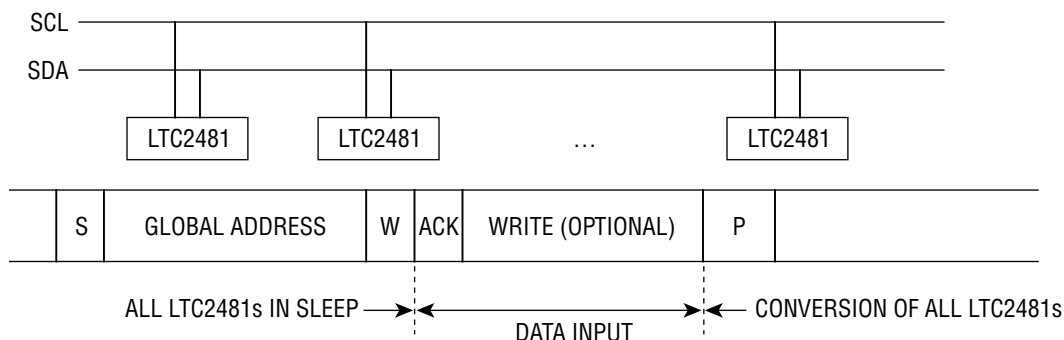 SCL
SDA
LTC2481 LTC2481 … LTC2481
S GLOBAL ADDRESS W ACK WRITE (OPTIONAL) P
ALL LTC2481s IN SLEEP DATA INPUT CONVERSION OF ALL LTC2481s